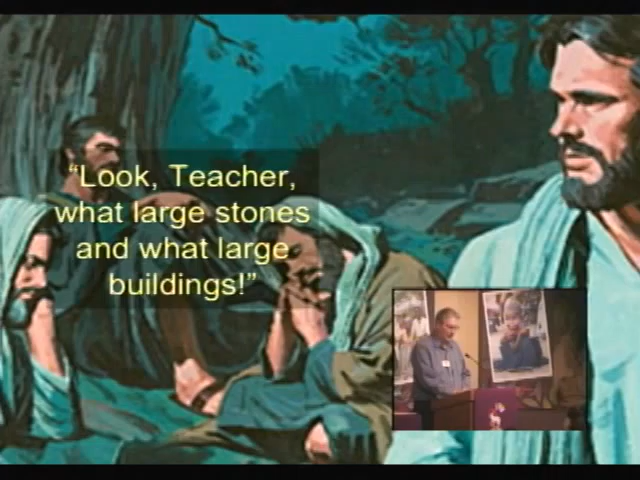 “Look, Teacher,
what large stones
and what large
buildings!”